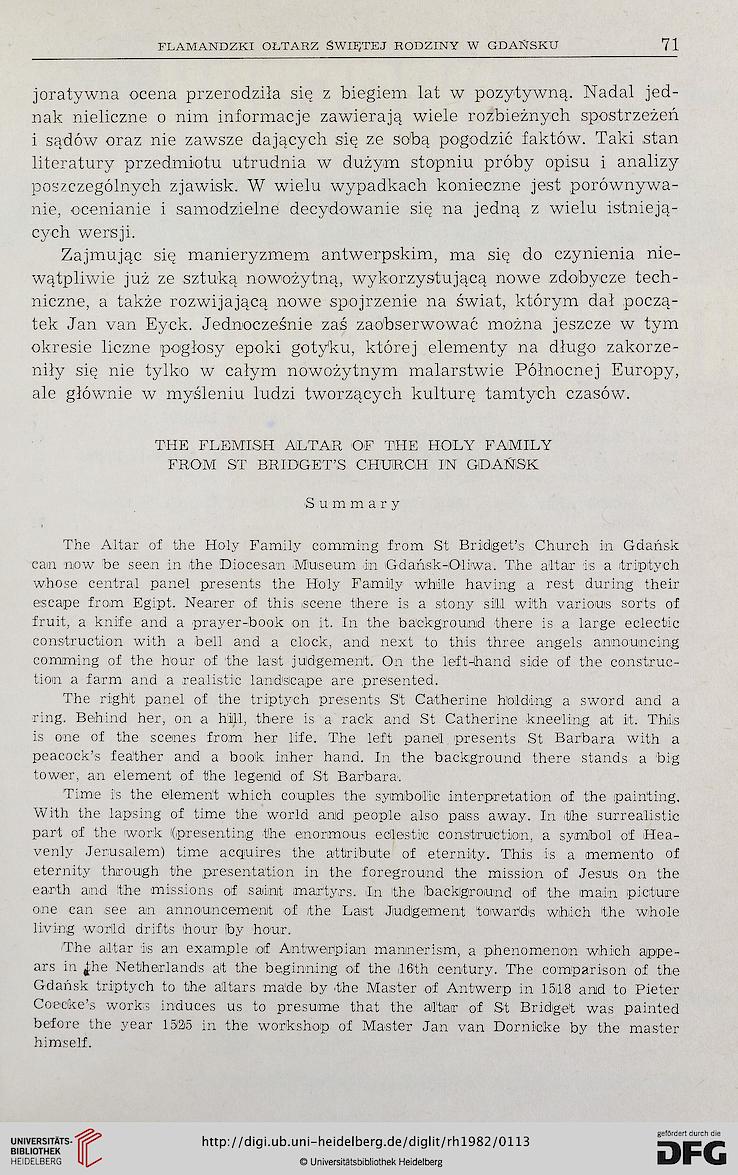 FLAMANDZKI OŁTARZ ŚWIĘTEJ RODZINY W GDAŃSKU 71
joratywna ocena przerodziła się z biegiem lat w pozytywną. Nadal jed-
nak nieliczne o nim informacje zawierają wiele rozbieżnych spostrzeżeń
i sądów oraz nie zawsze dających się ze sobą pogodzić faktów. Taki stan
literatury przedmiotu utrudnia w dużym stopniu próby opisu i analizy
poszczególnych zjawisk. W wielu wypadkach konieczne jest porównywa-
nie, ocenianie i samodzielne decydowanie się na jedną z wielu istnieją-
cych wersji.
Zajmując się manieryzmem antwerpskim, ma się do czynienia nie-
wątpliwie już ze sztuką nowożytną, wykorzystującą nowe zdobycze tech-
niczne, a także rozwijającą nowe spojrzenie na świat, którym dał począ-
tek Jan van Eyck. Jednocześnie zaś zaobserwować można jeszcze w tym
okresie liczne pogłosy epoki gotyku, której elementy na długo zakorze-
niły się nie tylko w całym nowożytnym malarstwie Północnej Europy,
ale głównie w myśleniu ludzi tworzących kulturę tamtych czasów.
THE FLEMISH ALTAR OF THE HOLY FAMILY
FROM ST BRIDGET'S CHURCH IN GDAŃSK
Summary
The Altar of the Holy Family comming from St Bridget's Church in Gdańsk
can now be seen in the Diocesan Museum in Gdańsk-Oliwa. The altar is a triptych
whose central panel presents the Holy Family while having a rest during their
escape from Egipt. Nearer of this scene there is a stony sill with various sorts of
fruit, a knife and a prayer-book on it. In the background there is a large eclectic
construction with a bell and a clock, and next to this three angels announcing
comming of the hour of the last judgement. On the left-hand side of the construc-
tion a farm and a realistic landscape are presented.
The right panel of the triptych presents St Catherine holding a sword and a
ring. Behind her, on a hill, there is a rack and St Catherine kneeling at it. This
is one of the scenes from her life. The left panel presents St Barbara with a
peacock's feather and a book inher hand. In the background there stands a big
tower, an element of the legend of St Barbara.
Time is the element which couples the symbolic interpretation of the painting.
With the lapsing of time the world and people also pass away. In the surrealistic
part of the work (presenting the enormous eclestic construction, a symbol of Hea-
venly Jerusalem) time acquires the attribute of eternity. This is a memento of
eternity through the presentation in the foreground the mission of Jesus on the
earth and the missions of saint martyrs. In the background of the main picture
one can see an announcement of the Last Judgement towards which the whole
living world drifts hour by hour.
The altar is an example of Antwerpian mannerism, a phenomenon which appe-
ars in the Netherlands at the beginning of the 16th century. The comparison of the
Gdańsk triptych to the altars made by the Master of Antwerp in 1518 and to Pieter
Coecke's works induces us to presume that the altar of St Bridget was painted
before the year 1525 in the workshop of Master Jan van Dornicke by the master
himself.
UNIVERSITÄTS-
BIBLIOTHEK
HEIDELBERG
http://digi.ub.uni-heidelberg.de/diglit/rh1982/0113
© Universitätsbibliothek Heidelberg
gefördert durch die
DFG